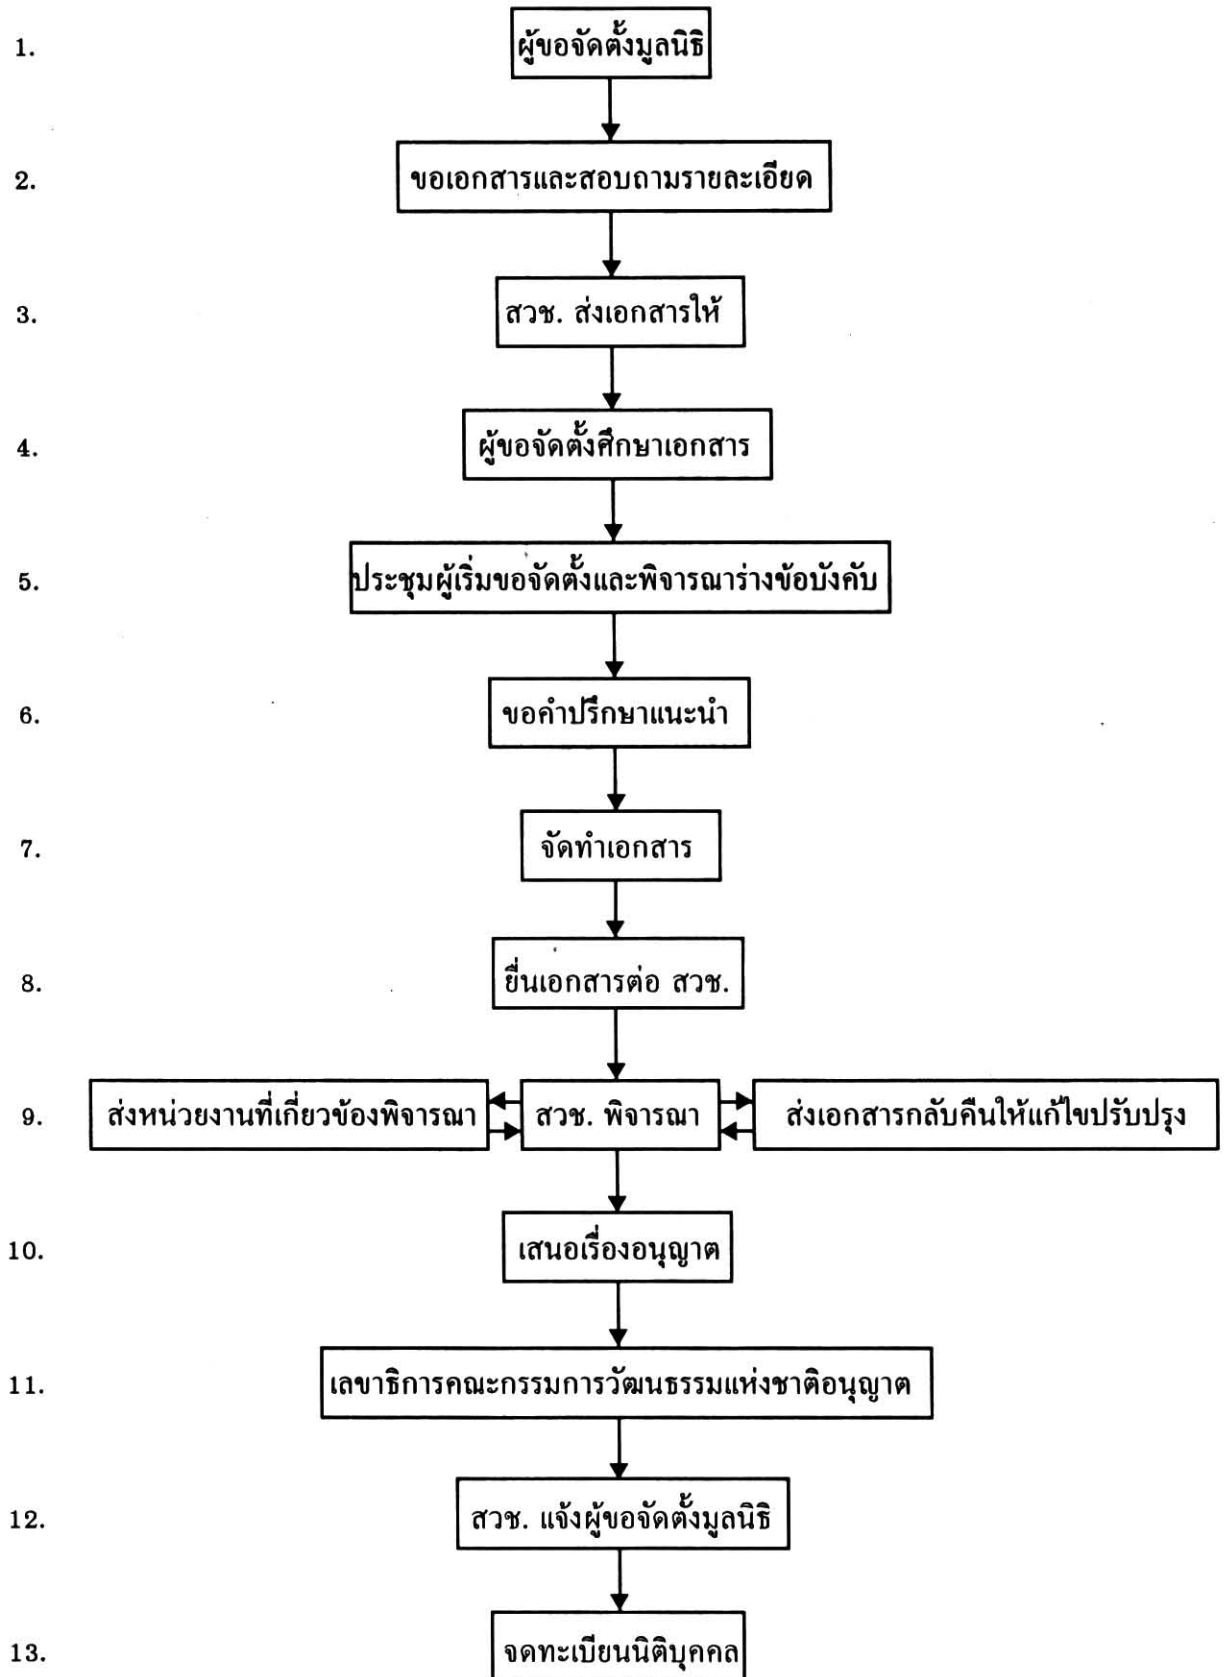 1. ผู้ขอจัดตั้งมูลนิธิ
2. ขอเอกสารและสอบถามรายละเอียด
3. สวช. ส่งเอกสารให้
4. ผู้ขอจัดตั้งศึกษาเอกสาร
5. ประชุมผู้เริ่มขอจัดตั้งและพิจารณาร่างข้อบังคับ
6. ขอคำปรึกษาแนะนำ
7. จัดทำเอกสาร
8. ยื่นเอกสารต่อ สวช.
9. ส่งหน่วยงานที่เกี่ยวข้องพิจารณา สวช. พิจารณา ส่งเอกสารกลับคืนให้แก้ไขปรับปรุง
10. เสนอเรื่องอนุญาต
11. เลขาธิการคณะกรรมการวัฒนธรรมแห่งชาติอนุญาต
12. สวช. แจ้งผู้ขอจัดตั้งมูลนิธิ
13. จดทะเบียนนิติบุคคล